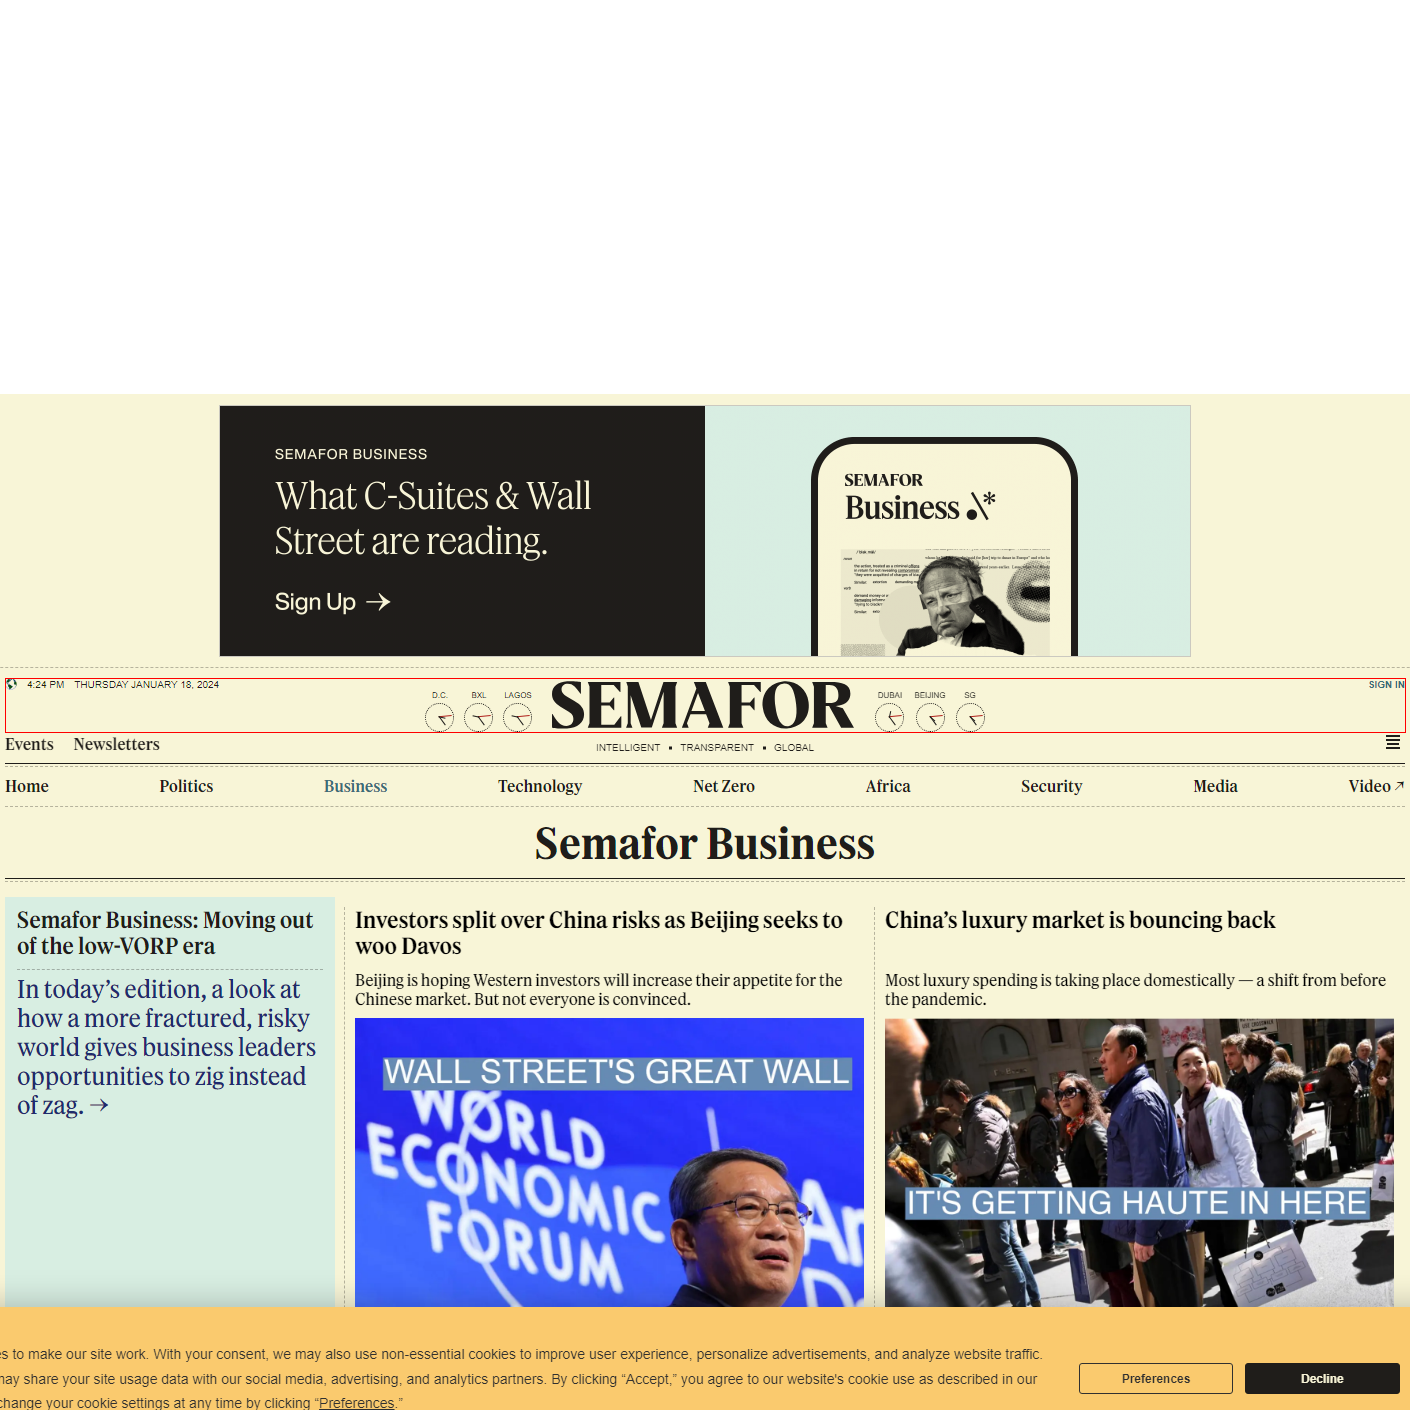 SEMAFOR BUSINESS
What C-Suites & Wall
Street are reading.
Sign Up →
SEMAFOR
Business
4:24 PM THURSDAY JANUARY 18, 2024
D.C. BXL LAGOS
SEMAFOR
DUBAI BEIJING SG
SIGN IN
Events Newsletters
INTELLIGENT ▪ TRANSPARENT ▪ GLOBAL
Home Politics Business Technology Net Zero Africa Security Media Video ↗
Semafor Business
Semafor Business: Moving out
of the low-VORP era
In today’s edition, a look at
how a more fractured, risky
world gives business leaders
opportunities to zig instead
of zag. →
Investors split over China risks as Beijing seeks to
woo Davos
Beijing is hoping Western investors will increase their appetite for the
Chinese market. But not everyone is convinced.
WALL STREET'S GREAT WALL
WORLD
ECONOMIC
FORUM
China’s luxury market is bouncing back
Most luxury spending is taking place domestically — a shift from before
the pandemic.
IT'S GETTING HAUTE IN HERE
to make our site work. With your consent, we may also use non-essential cookies to improve user experience, personalize advertisements, and analyze website traffic.
may share your site usage data with our social media, advertising, and analytics partners. By clicking “Accept,” you agree to our website's cookie use as described in our
change your cookie settings at any time by clicking “Preferences.”
Preferences
Decline